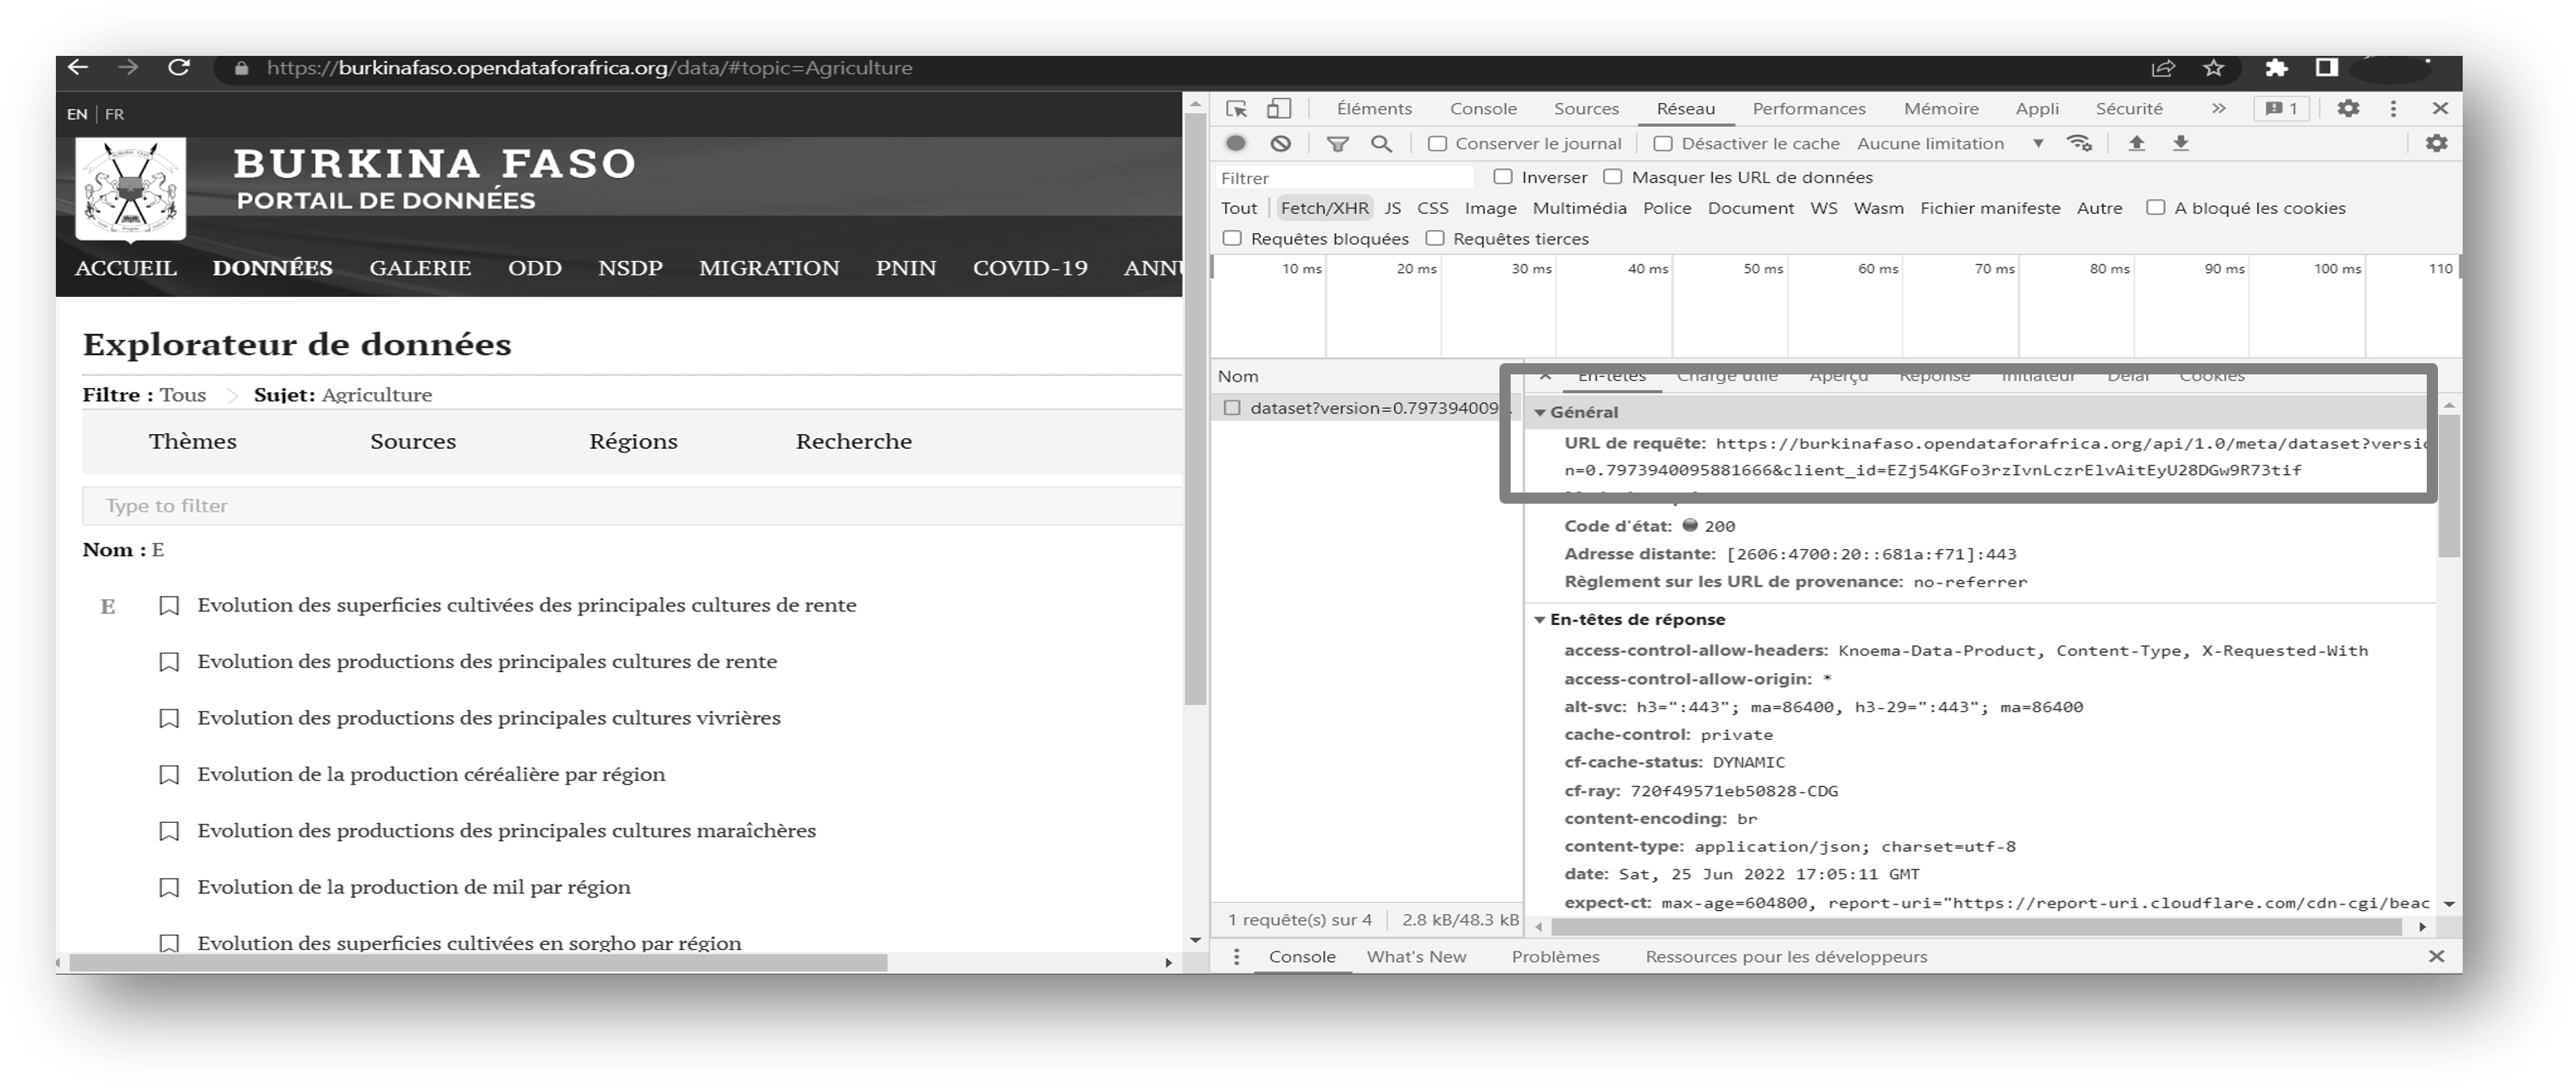 https://burkinafaso.opendataforafrica.org/data/#topic=Agriculture
EN | FR
BURKINA FASO
PORTAIL DE DONNÉES
ACCUEIL DONNÉES GALERIE ODD NSDP MIGRATION PNIN COVID-19 ANNU
Explorateur de données
Filtre : Tous > Sujet: Agriculture
Thèmes Sources Régions Recherche
Type to filter
Nom : E
E
Evolution des superficies cultivées des principales cultures de rente
Evolution des productions des principales cultures de rente
Evolution des productions des principales cultures vivrières
Evolution de la production céréalière par région
Evolution des productions des principales cultures maraîchères
Evolution de la production de mil par région
Evolution des superficies cultivées en sorgho par région
Éléments Console Sources Réseau Performances Mémoire Appli Sécurité » 1
Conserver le journal Désactiver le cache Aucune limitation
Filtrer Inverser Masquer les URL de données
Tout Fetch/XHR JS CSS Image Multimédia Police Document WS Wasm Fichier manifeste Autre A bloqué les cookies
Requêtes bloquées Requêtes tierces
10 ms 20 ms 30 ms 40 ms 50 ms 60 ms 70 ms 80 ms 90 ms 100 ms 110
Nom
dataset?version=0.797394009
En-têtes Charge utile Aperçu Réponse Initiateur Délai Cookies
Général
URL de requête: https://burkinafaso.opendataforafrica.org/api/1.0/meta/dataset?versio
n=0.7973940095881666&client_id=EZj54KGFo3rzIvnLczrElvAitEyU28DGw9R73tif
Code d'état: 200
Adresse distante: [2606:4700:20::681a:f71]:443
Règlement sur les URL de provenance: no-referrer
En-têtes de réponse
access-control-allow-headers: Knoema-Data-Product, Content-Type, X-Requested-With
access-control-allow-origin: *
alt-svc: h3=":443"; ma=86400, h3-29=":443"; ma=86400
cache-control: private
cf-cache-status: DYNAMIC
cf-ray: 720f49571eb50828-CDG
content-encoding: br
content-type: application/json; charset=utf-8
date: Sat, 25 Jun 2022 17:05:11 GMT
expect-ct: max-age=604800, report-uri="https://report-uri.cloudflare.com/cdn-cgi/beac
1 requête(s) sur 4 2.8 kB/48.3 kB
Console What's New Problèmes Ressources pour les développeurs